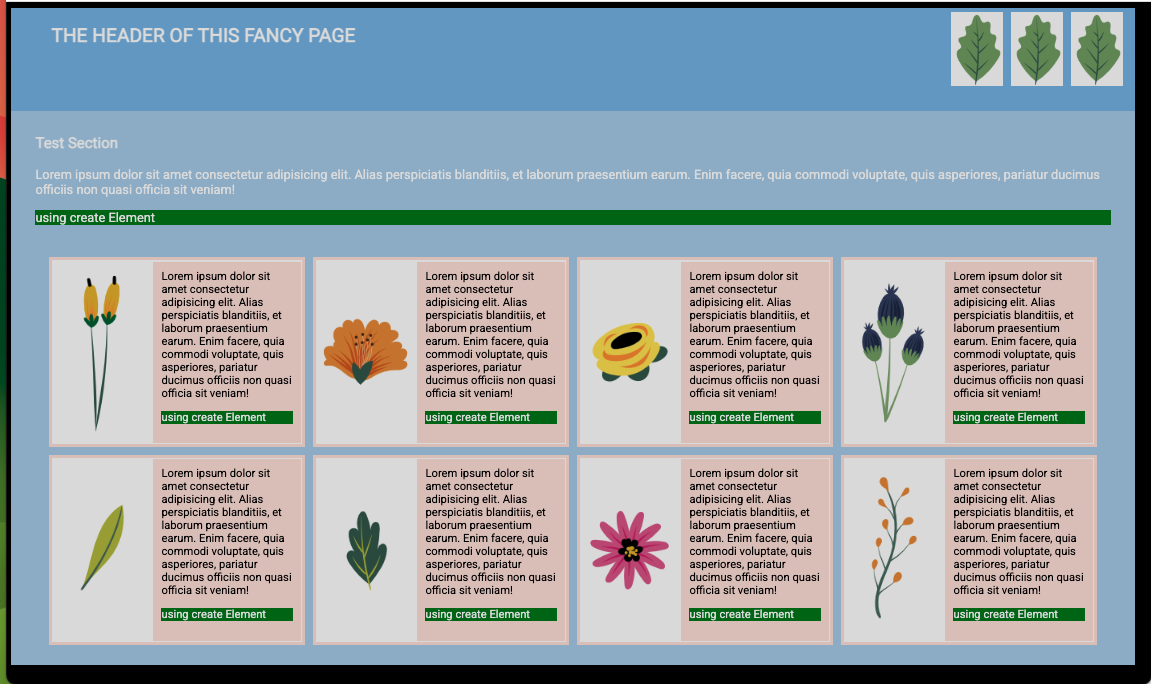 THE HEADER OF THIS FANCY PAGE
Test Section
Lorem ipsum dolor sit amet consectetur adipisicing elit. Alias perspiciatis blanditiis, et laborum praesentium earum. Enim facere, quia commodi voluptate, quis asperiores, pariatur ducimus
officiis non quasi officia sit veniam!
using create Element
Lorem ipsum dolor sit
amet consectetur
adipisicing elit. Alias
perspiciatis blanditiis, et
laborum praesentium
earum. Enim facere, quia
commodi voluptate, quis
asperiores, pariatur
ducimus officiis non quasi
officia sit veniam!
using create Element
Lorem ipsum dolor sit
amet consectetur
adipisicing elit. Alias
perspiciatis blanditiis, et
laborum praesentium
earum. Enim facere, quia
commodi voluptate, quis
asperiores, pariatur
ducimus officiis non quasi
officia sit veniam!
using create Element
Lorem ipsum dolor sit
amet consectetur
adipisicing elit. Alias
perspiciatis blanditiis, et
laborum praesentium
earum. Enim facere, quia
commodi voluptate, quis
asperiores, pariatur
ducimus officiis non quasi
officia sit veniam!
using create Element
Lorem ipsum dolor sit
amet consectetur
adipisicing elit. Alias
perspiciatis blanditiis, et
laborum praesentium
earum. Enim facere, quia
commodi voluptate, quis
asperiores, pariatur
ducimus officiis non quasi
officia sit veniam!
using create Element
Lorem ipsum dolor sit
amet consectetur
adipisicing elit. Alias
perspiciatis blanditiis, et
laborum praesentium
earum. Enim facere, quia
commodi voluptate, quis
asperiores, pariatur
ducimus officiis non quasi
officia sit veniam!
using create Element
Lorem ipsum dolor sit
amet consectetur
adipisicing elit. Alias
perspiciatis blanditiis, et
laborum praesentium
earum. Enim facere, quia
commodi voluptate, quis
asperiores, pariatur
ducimus officiis non quasi
officia sit veniam!
using create Element
Lorem ipsum dolor sit
amet consectetur
adipisicing elit. Alias
perspiciatis blanditiis, et
laborum praesentium
earum. Enim facere, quia
commodi voluptate, quis
asperiores, pariatur
ducimus officiis non quasi
officia sit veniam!
using create Element
Lorem ipsum dolor sit
amet consectetur
adipisicing elit. Alias
perspiciatis blanditiis, et
laborum praesentium
earum. Enim facere, quia
commodi voluptate, quis
asperiores, pariatur
ducimus officiis non quasi
officia sit veniam!
using create Element